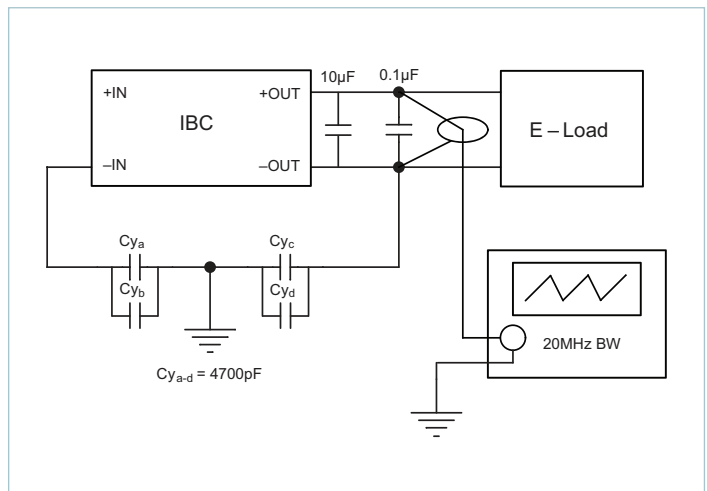 10µF
0.1µF
+IN
+OUT
IBC
–IN
–OUT
E – Load
Cya
Cyb
Cyc
Cyd
Cya-d = 4700pF
20MHz BW